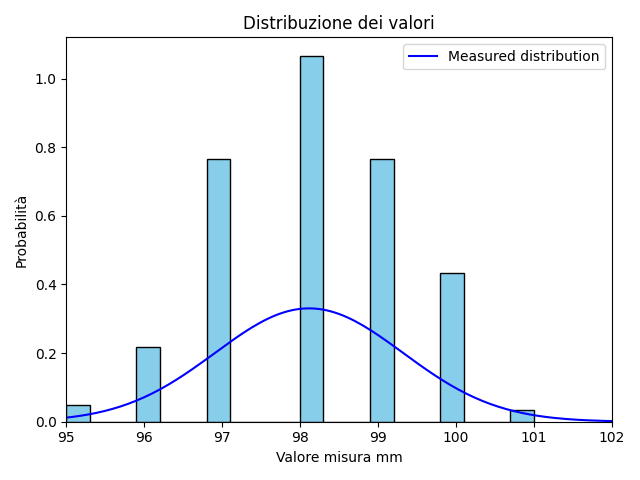 Distribuzione dei valori
Measured distribution
Probabilità
1.0
0.8
0.6
0.4
0.2
0.0
95 96 97 98 99 100 101 102
Valore misura mm